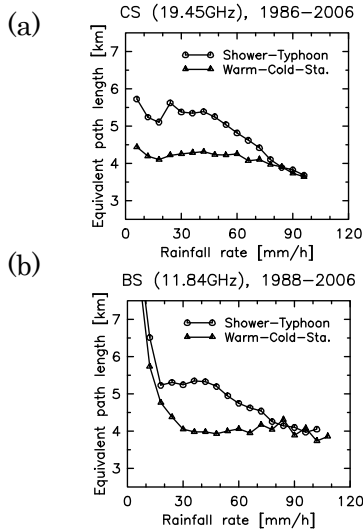 (a)
CS (19.45GHz), 1986−2006
Equivalent path length [km]
7
6
5
4
3
Shower−Typhoon
Warm−Cold−Sta.
0 30 60 90 120
Rainfall rate [mm/h]
(b)
BS (11.84GHz), 1988−2006
Equivalent path length [km]
7
6
5
4
3
Shower−Typhoon
Warm−Cold−Sta.
0 30 60 90 120
Rainfall rate [mm/h]